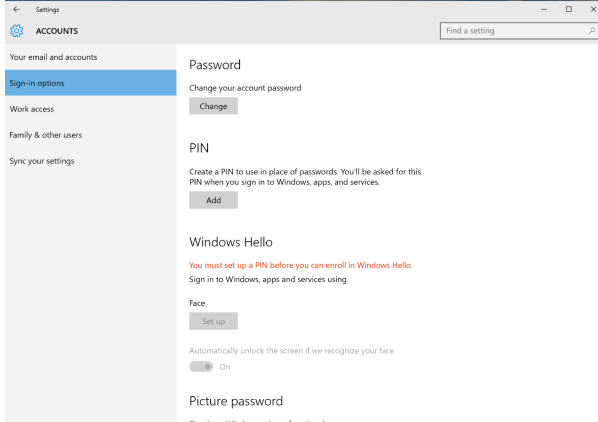 Settings
ACCOUNTS
Find a setting
Your email and accounts
Sign-in options
Work access
Family & other users
Sync your settings
Password
Change your account password
Change
PIN
Create a PIN to use in place of passwords. You'll be asked for this
PIN when you sign in to Windows, apps, and services.
Add
Windows Hello
You must set up a PIN before you can enroll in Windows Hello.
Sign in to Windows, apps and services using
Face
Set up
Automatically unlock the screen if we recognize your face
On
Picture password